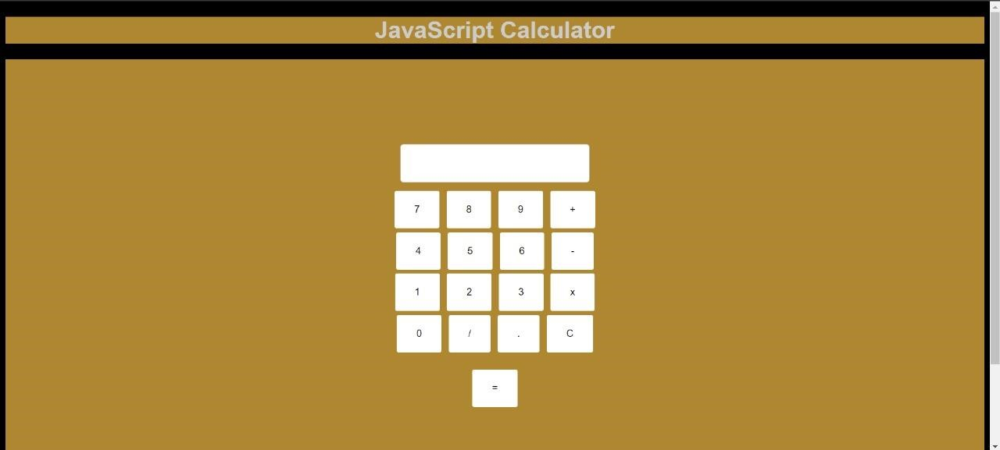 JavaScript Calculator
7 8 9 +
4 5 6 -
1 2 3 x
0 / . C
=